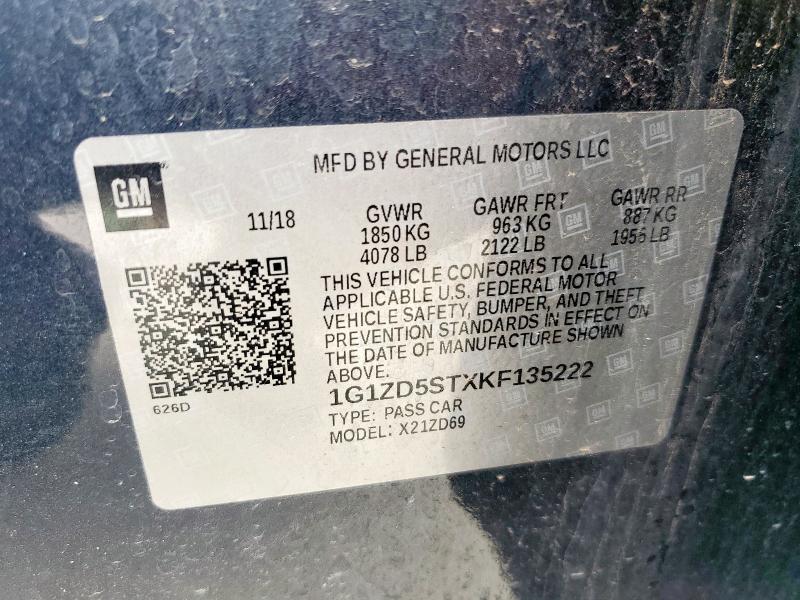 MFD BY GENERAL MOTORS LLC
GM
11/18
GVWR
1850 KG
4078 LB
GAWR FRT
963 KG
2122 LB
GAWR RR
887 KG
1956 LB
THIS VEHICLE CONFORMS TO ALL
APPLICABLE U.S. FEDERAL MOTOR
VEHICLE SAFETY, BUMPER, AND THEFT
PREVENTION STANDARDS IN EFFECT ON
THE DATE OF MANUFACTURE SHOWN
ABOVE.
1G1ZD5STXKF135222
TYPE: PASS CAR
MODEL: X21ZD69
626D